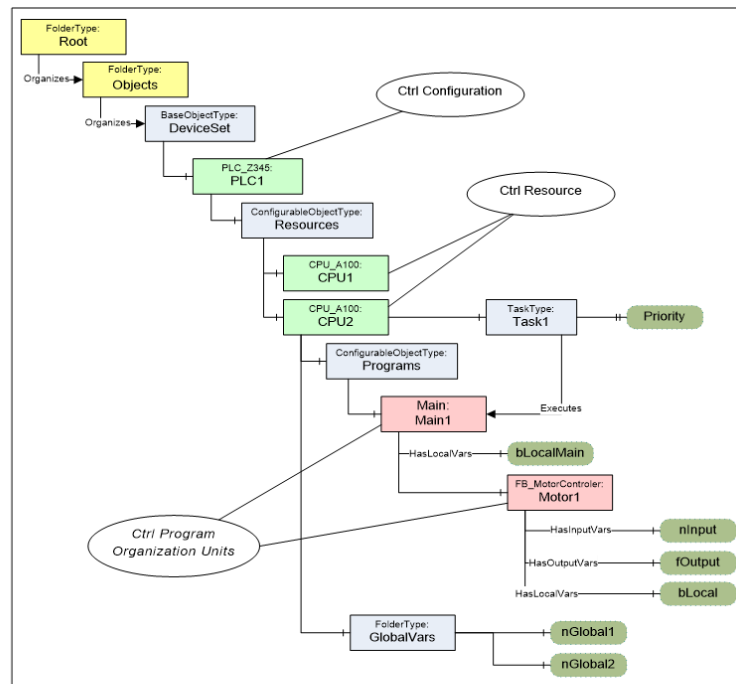 FolderType:
Root
Organizes
FolderType:
Objects
Organizes
BaseObjectType:
DeviceSet
Ctrl Configuration
PLC_Z345:
PLC1
Ctrl Resource
ConfigurableObjectType:
Resources
CPU_A100:
CPU1
CPU_A100:
CPU2
TaskType:
Task1
Priority
ConfigurableObjectType:
Programs
Main:
Main1
Executes
HasLocalVars
bLocalMain
FB_MotorControler:
Motor1
Ctrl Program
Organization Units
HasInputVars
nInput
HasOutputVars
fOutput
HasLocalVars
bLocal
FolderType:
GlobalVars
nGlobal1
nGlobal2